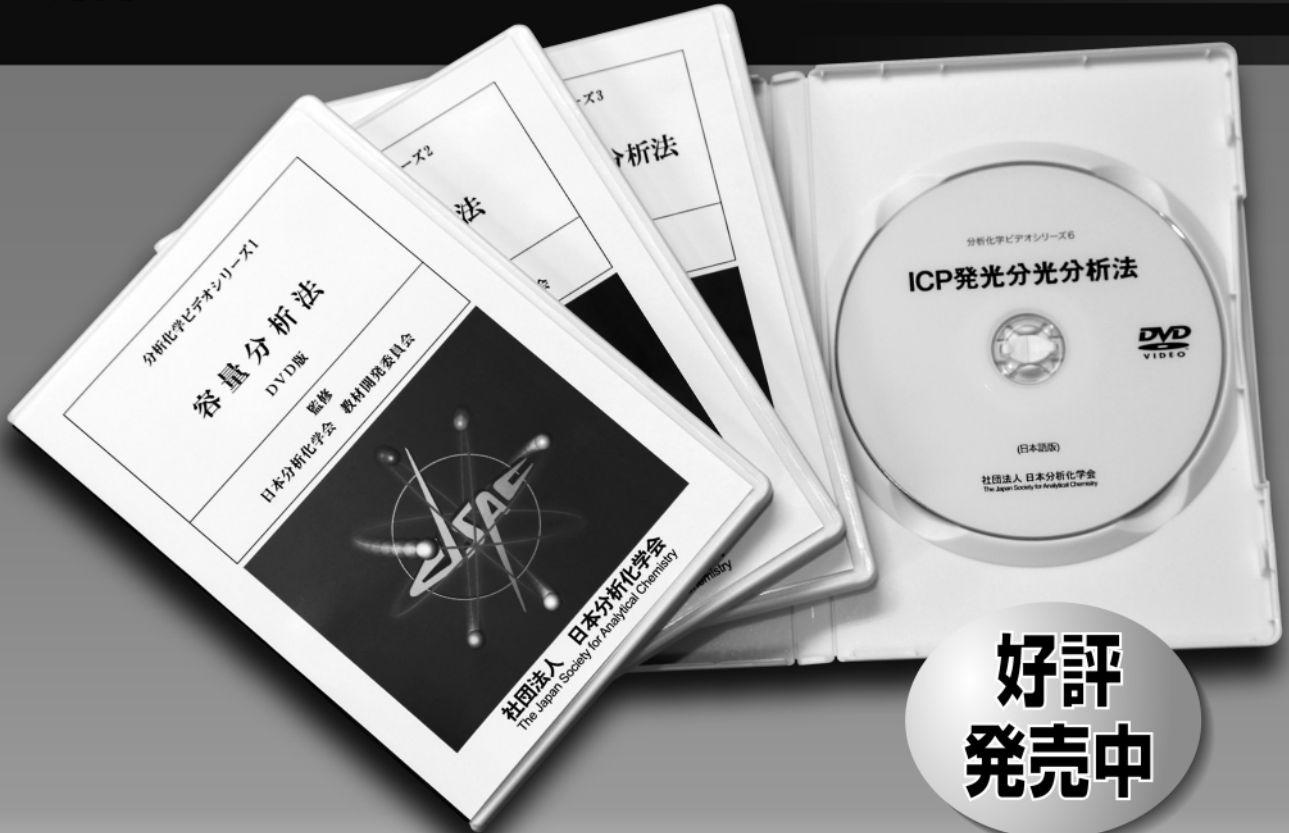 分析化学ビデオシリーズ1
容量分析法
DVD版
監修
日本分析化学会 教材開発委員会
JSAC
社団法人 日本分析化学会
The Japan Society for Analytical Chemistry
ーズ2
法
会
emistry
ーズ3
分析法
分析化学ビデオシリーズ6
ICP発光分光分析法
DVD
VIDEO
(日本語版)
社団法人 日本分析化学会
The Japan Society for Analytical Chemistry
好評
発売中